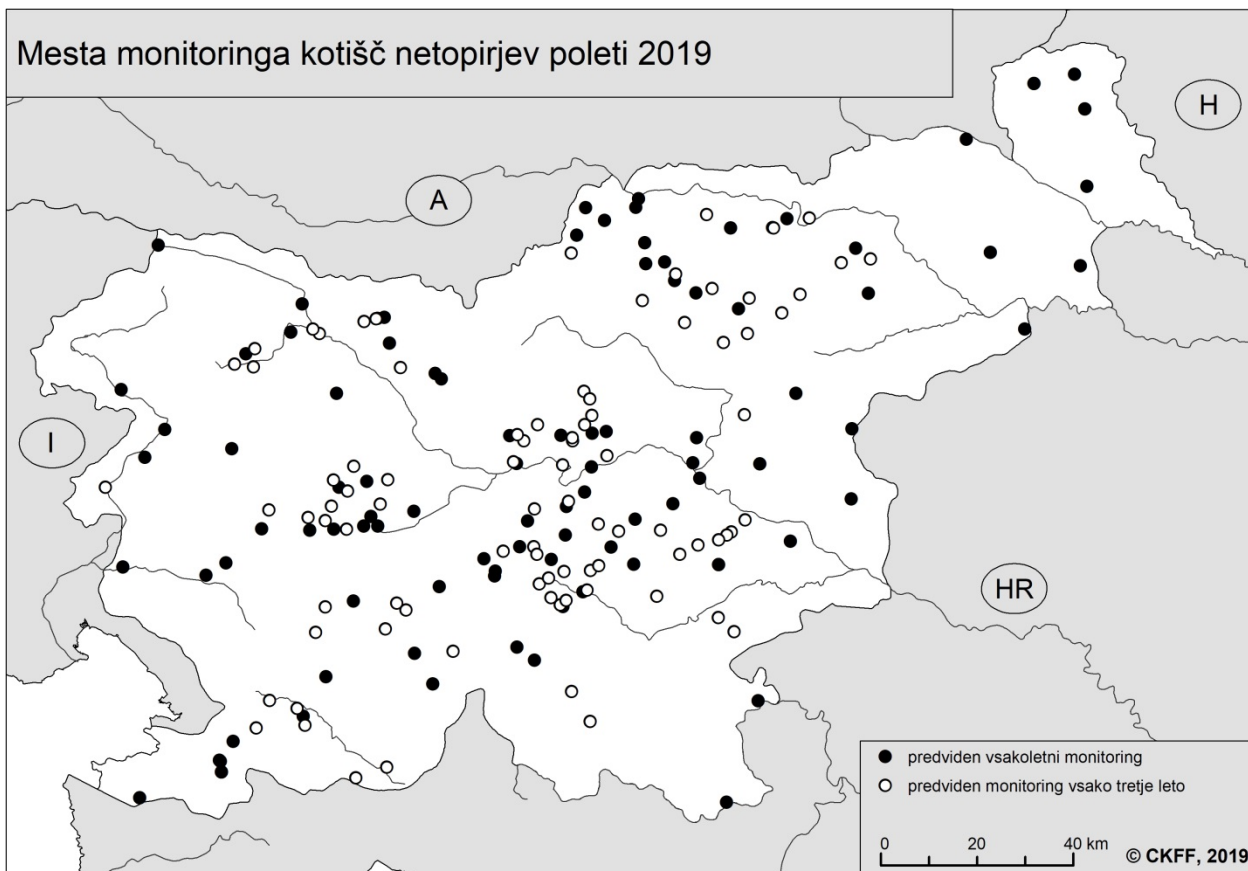 Mesta monitoringa kotišč netopirjev poleti 2019
H
A
I
HR
predviden vsakoletni monitoring
predviden monitoring vsako tretje leto
0 20 40 km
© CKFF, 2019